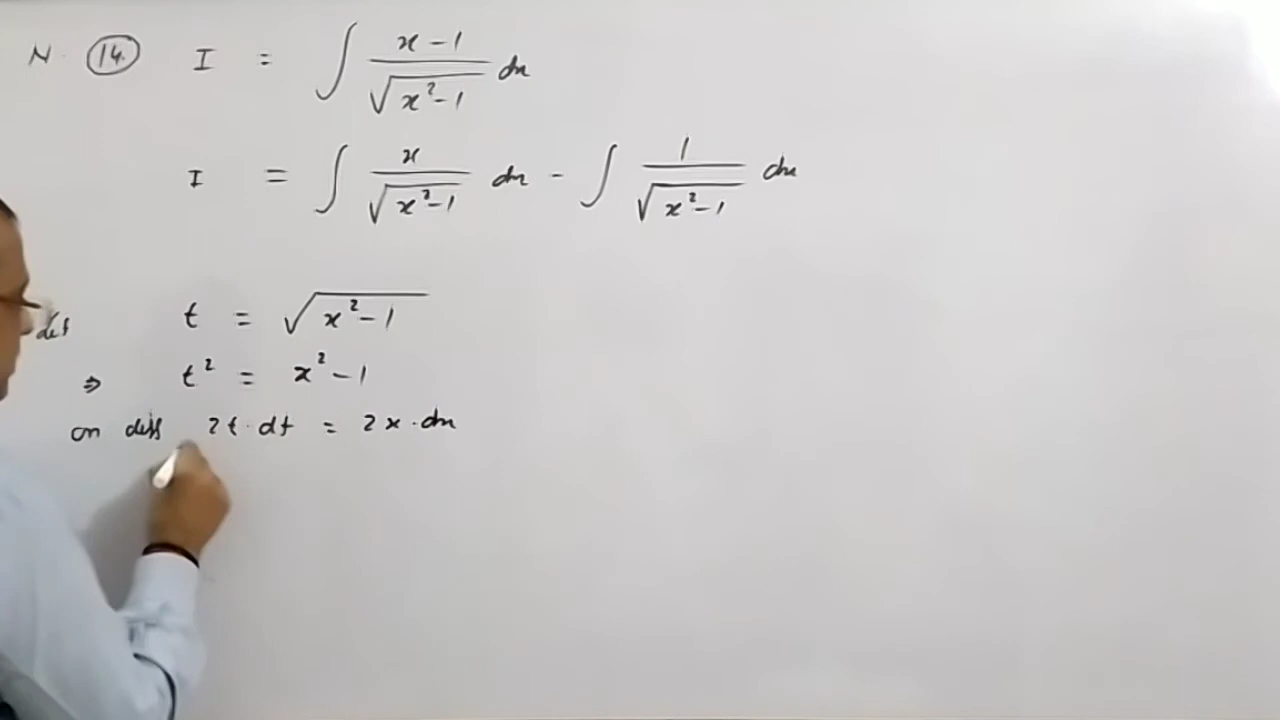 N. 14. I = ∫ x-1/√x²-1 dx
I = ∫ x/√x²-1 dx - ∫ 1/√x²-1 dx
let t = √x²-1
⇒ t² = x²-1
on diff 2t·dt = 2x·dx